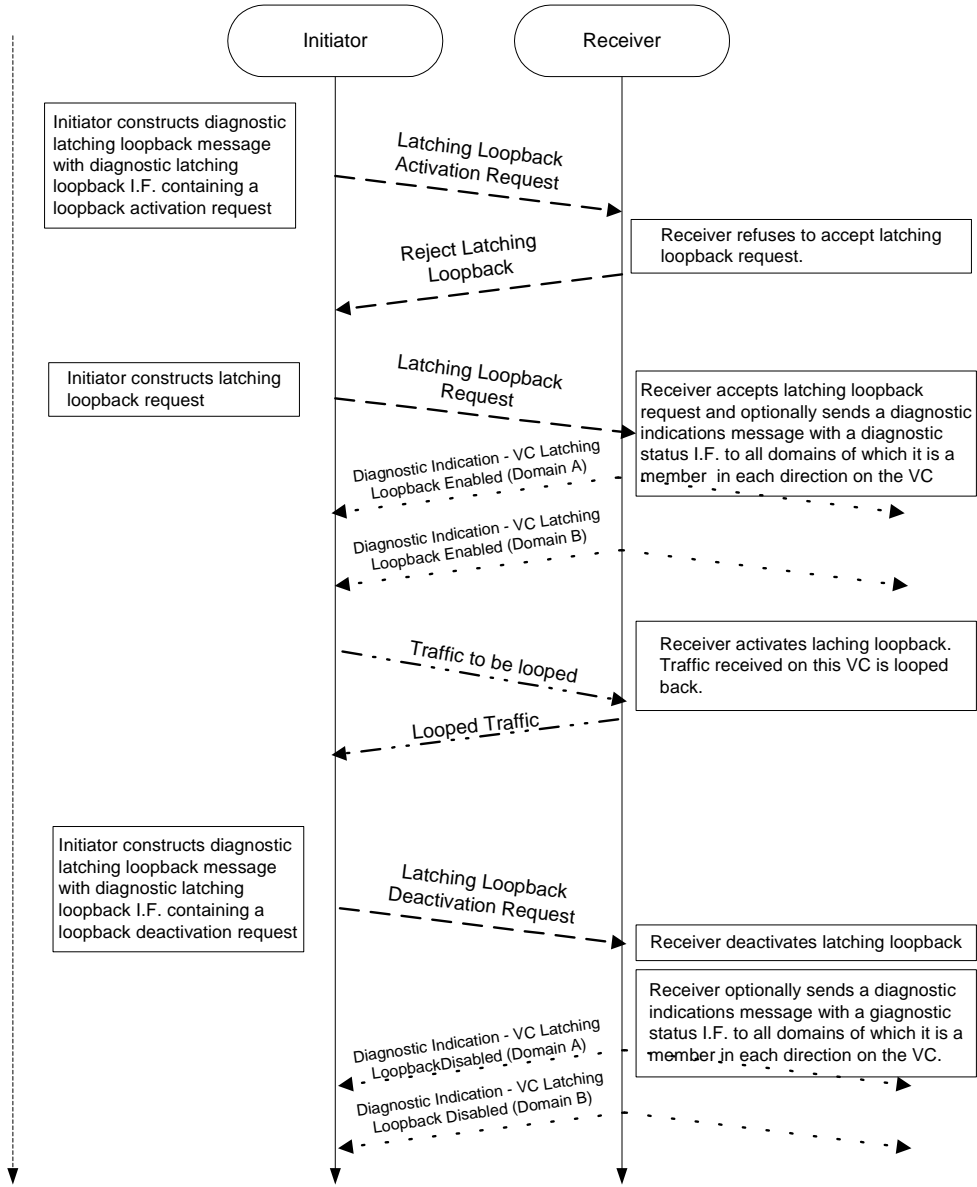 Initiator
Receiver
Initiator constructs diagnostic
latching loopback message
with diagnostic latching
loopback I.F. containing a
loopback activation request
Latching Loopback
Activation Request
Receiver refuses to accept latching
loopback request.
Reject Latching
Loopback
Initiator constructs latching
loopback request
Latching Loopback
Request
Receiver accepts latching loopback
request and optionally sends a diagnostic
indications message with a diagnostic
status I.F. to all domains of which it is a
member in each direction on the VC
Diagnostic Indication - VC Latching
Loopback Enabled (Domain A)
Diagnostic Indication - VC Latching
Loopback Enabled (Domain B)
Receiver activates laching loopback.
Traffic received on this VC is looped
back.
Traffic to be looped
Looped Traffic
Initiator constructs diagnostic
latching loopback message
with diagnostic latching
loopback I.F. containing a
loopback deactivation request
Latching Loopback
Deactivation Request
Receiver deactivates latching loopback
Receiver optionally sends a diagnostic
indications message with a giagnostic
status I.F. to all domains of which it is a
member in each direction on the VC.
Diagnostic Indication - VC Latching
LoopbackDisabled (Domain A)
Diagnostic Indication - VC Latching
Loopback Disabled (Domain B)